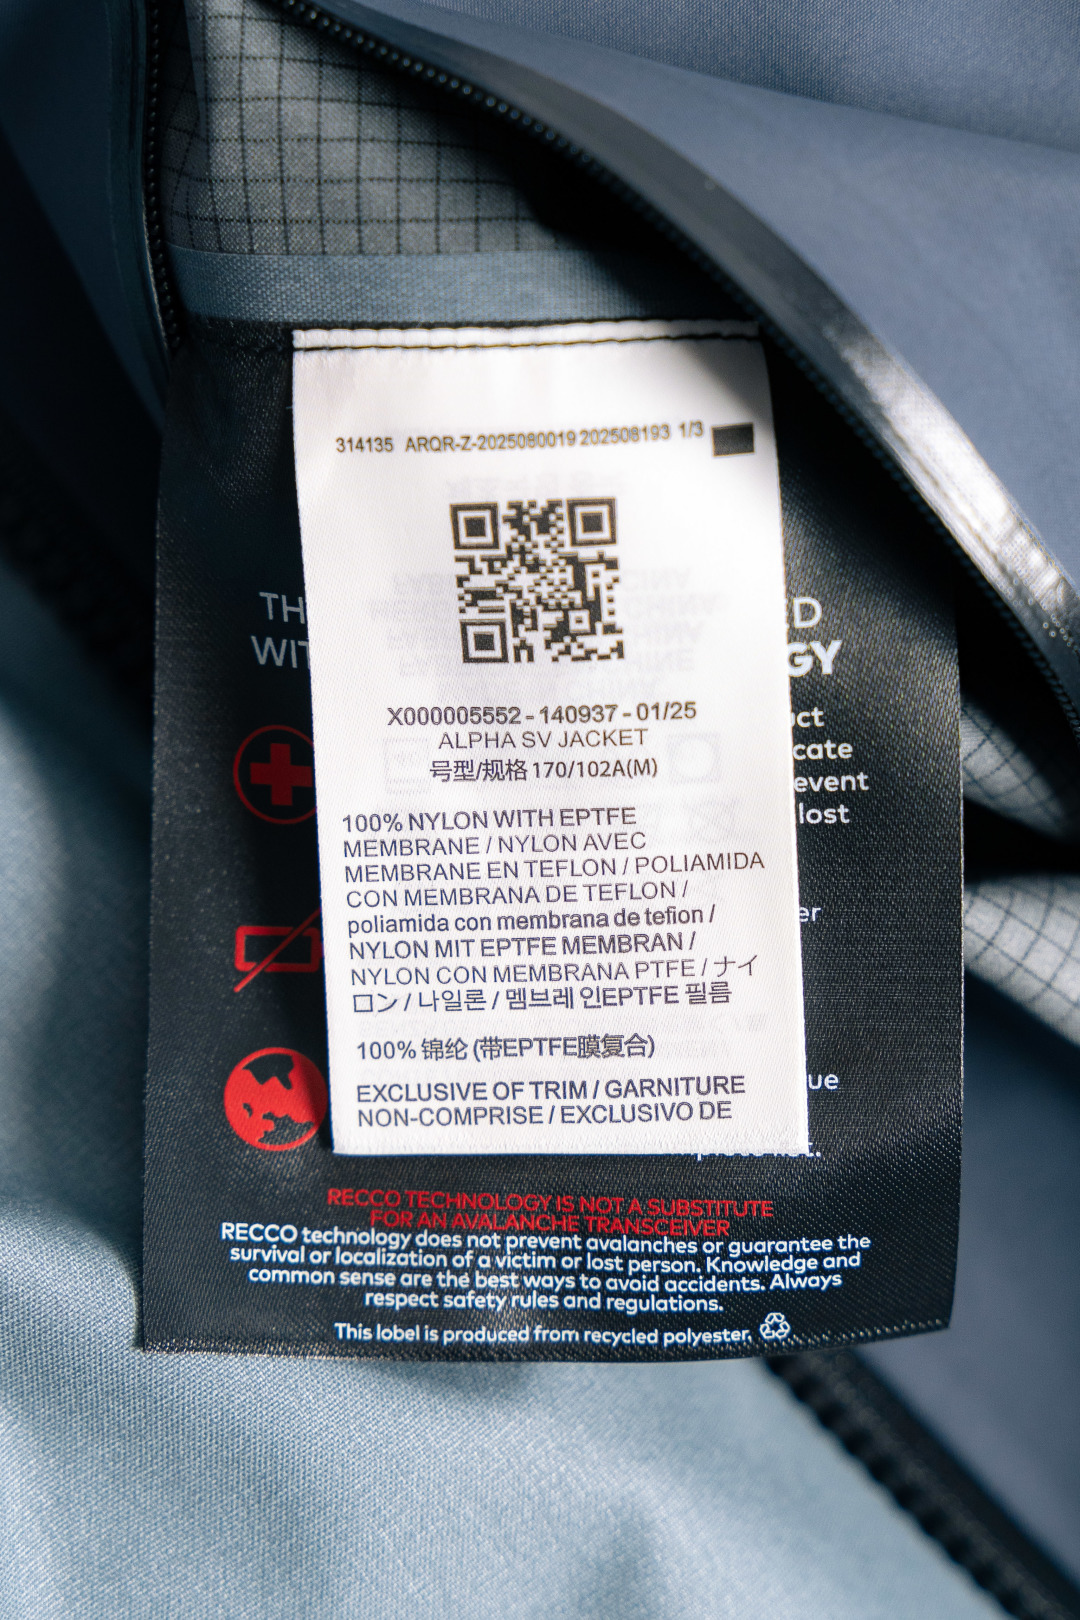 314135 ARQR-Z-2025080019 202508193 1/3
X000005552 - 140937 - 01/25
ALPHA SV JACKET
号型/规格 170/102A(M)
100% NYLON WITH EPTFE
MEMBRANE / NYLON AVEC
MEMBRANE EN TEFLON / POLIAMIDA
CON MEMBRANA DE TEFLON /
poliamida con membrana de teflon /
NYLON MIT EPTFE MEMBRAN /
NYLON CON MEMBRANA PTFE / ナイ
ロン / 나일론 / 멤브레 인EPTFE 필름
100% 锦纶 (带EPTFE膜复合)
EXCLUSIVE OF TRIM / GARNITURE
NON-COMPRISE / EXCLUSIVO DE
RECCO TECHNOLOGY IS NOT A SUBSTITUTE
FOR AN AVALANCHE TRANSCEIVER
RECCO technology does not prevent avalanches or guarantee the
survival or localization of a victim or lost person. Knowledge and
common sense are the best ways to avoid accidents. Always
respect safety rules and regulations.
This label is produced from recycled polyester.